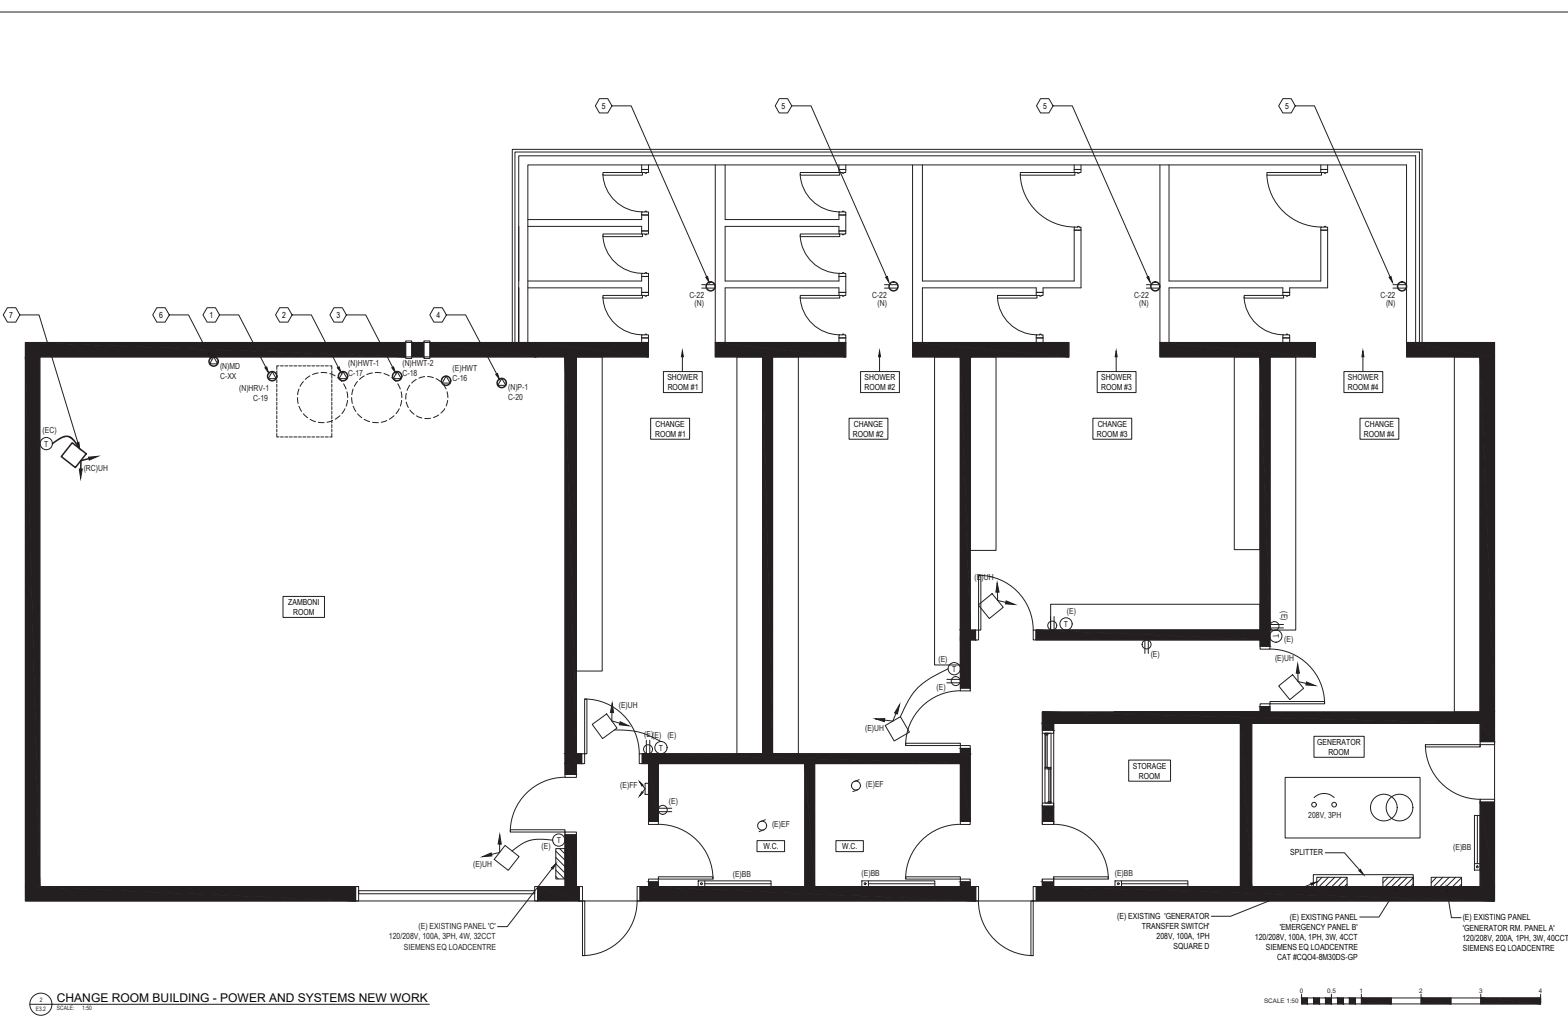 5
5
5
5
C-22
(N)
C-22
(N)
C-22
(N)
C-22
(N)
7
6
1
2
3
4
(N)MD
C-XX
(N)HRV-1
C-19
(N)HWT-1
C-17
(N)HWT-2
C-18
(E)HWT
C-16
(N)P-1
C-20
SHOWER
ROOM #1
SHOWER
ROOM #2
SHOWER
ROOM #3
SHOWER
ROOM #4
CHANGE
ROOM #1
CHANGE
ROOM #2
CHANGE
ROOM #3
CHANGE
ROOM #4
(EC)
T
(RC)UH
ZAMBONI
ROOM
(E)UH
(E)
T
(E)
T
(E)
(E)
(E)UH
(E)
T
(E)
(E)UH
(E)UH
(E)
(E)
(E)
T
GENERATOR
ROOM
STORAGE
ROOM
208V, 3PH
SPLITTER
(E)BB
(E)FF
(E)
(E)EF
(E)EF
W.C.
W.C.
(E)
T
(E)UH
(E)BB
(E)BB
(E)BB
(E) EXISTING PANEL 'C'
120/208V, 100A, 3PH, 4W, 32CCT
SIEMENS EQ LOADCENTRE
(E) EXISTING 'GENERATOR
TRANSFER SWITCH'
208V, 100A, 1PH
SQUARE D
(E) EXISTING PANEL
'EMERGENCY PANEL B'
120/208V, 100A, 1PH, 3W, 4CCT
SIEMENS EQ LOADCENTRE
CAT #CQO4-8M30DS-GP
(E) EXISTING PANEL
'GENERATOR RM. PANEL A'
120/208V, 200A, 1PH, 3W, 40CCT
SIEMENS EQ LOADCENTRE
2
E3.2
CHANGE ROOM BUILDING - POWER AND SYSTEMS NEW WORK
SCALE: 1:50
SCALE 1:50
0 0.5 1 2 3 4